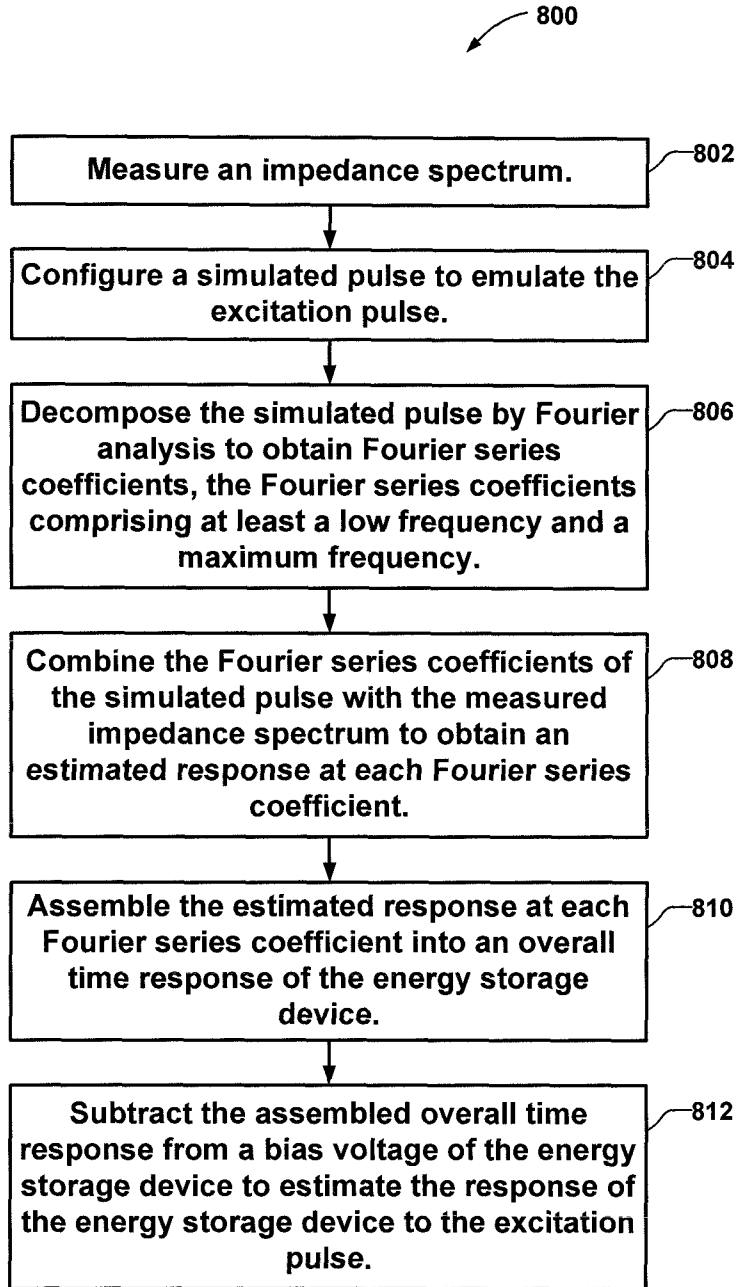 800
Measure an impedance spectrum.
802
Configure a simulated pulse to emulate the
excitation pulse.
804
Decompose the simulated pulse by Fourier
analysis to obtain Fourier series
coefficients, the Fourier series coefficients
comprising at least a low frequency and a
maximum frequency.
806
Combine the Fourier series coefficients of
the simulated pulse with the measured
impedance spectrum to obtain an
estimated response at each Fourier series
coefficient.
808
Assemble the estimated response at each
Fourier series coefficient into an overall
time response of the energy storage
device.
810
Subtract the assembled overall time
response from a bias voltage of the energy
storage device to estimate the response of
the energy storage device to the excitation
pulse.
812